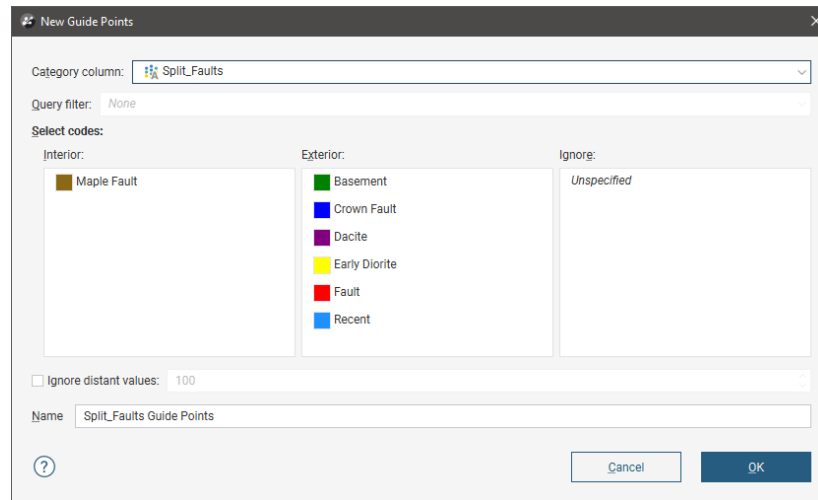 New Guide Points
Category column: Split_Faults
Query filter: None
Select codes:
Interior: Exterior: Ignore:
Maple Fault Basement Unspecified
Crown Fault
Dacite
Early Diorite
Fault
Recent
Ignore distant values: 100
Name Split_Faults Guide Points
? Cancel OK